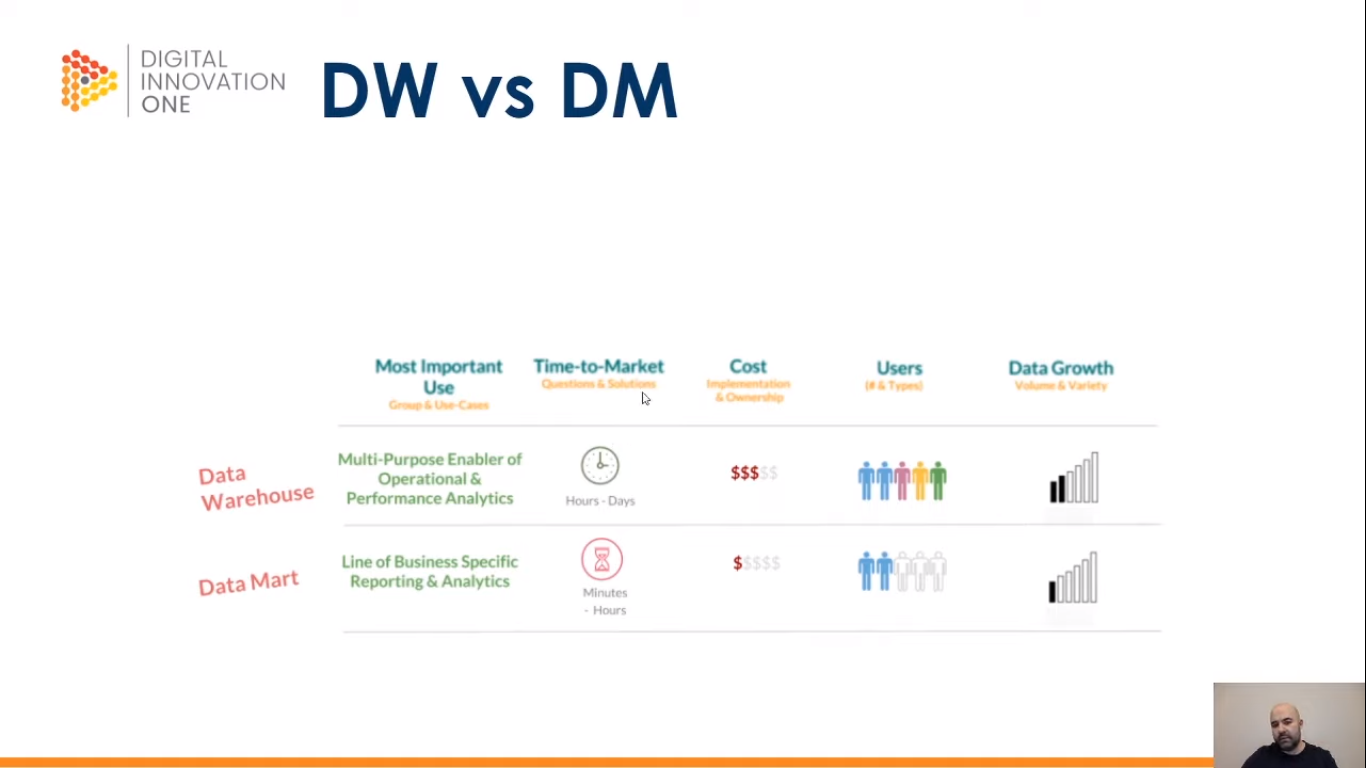 DIGITAL
INNOVATION
ONE
DW vs DM
Most Important
Use
Group & Use-Cases
Time-to-Market
Questions & Solutions
Cost
Implementation
& Ownership
Users
(# & Types)
Data Growth
Volume & Variety
Data
Warehouse
Multi-Purpose Enabler of
Operational &
Performance Analytics
Hours - Days
$$$$$
Data Mart
Line of Business Specific
Reporting & Analytics
Minutes
- Hours
$$$$$